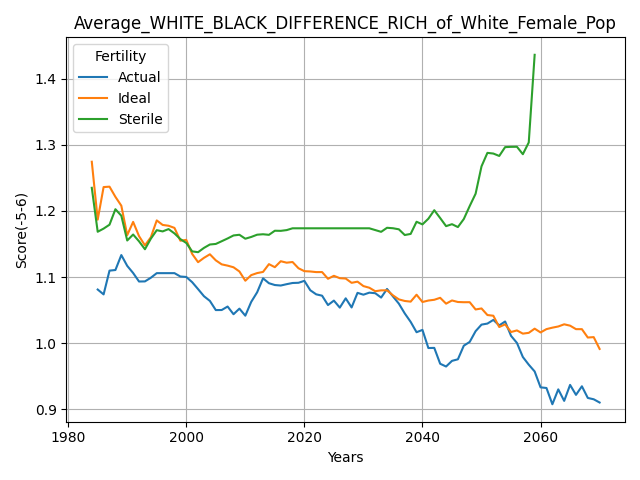 Average_WHITE_BLACK_DIFFERENCE_RICH_of_White_Female_Pop
Fertility
Actual
Ideal
Sterile
Score(-5-6)
1.4
1.3
1.2
1.1
1.0
0.9
1980
2000
2020
2040
2060
Years